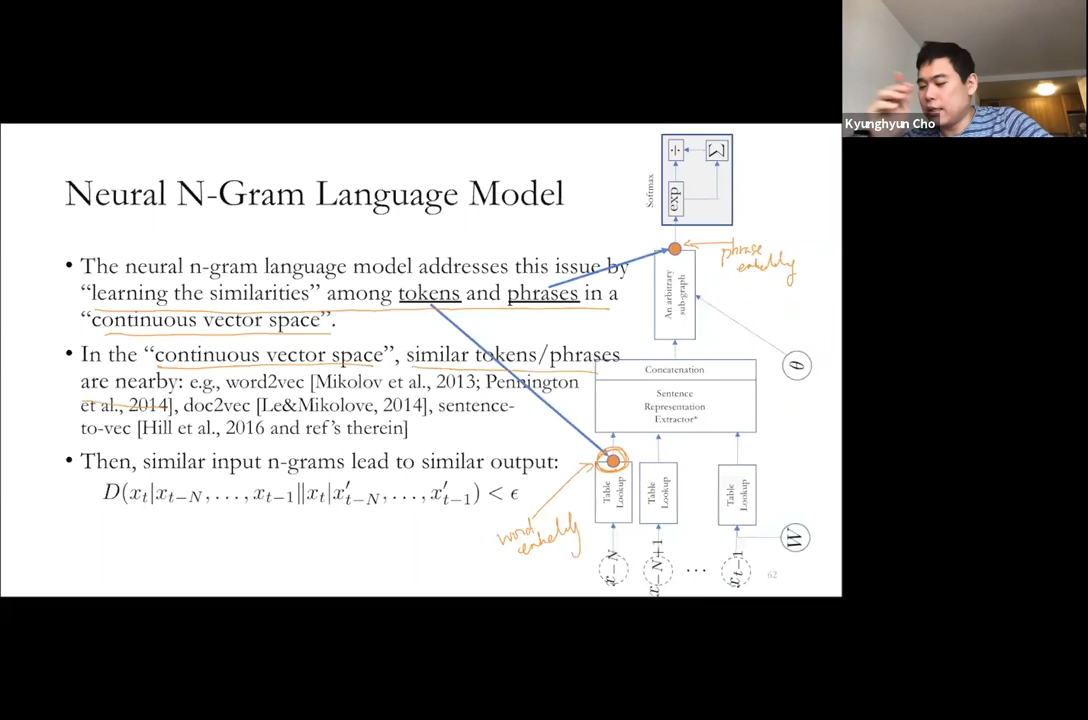 Kyunghyun Cho
Neural N-Gram Language Model
• The neural n-gram language model addresses this issue by
“learning the similarities” among tokens and phrases in a
“continuous vector space”.
• In the “continuous vector space”, similar tokens/phrases
are nearby: e.g., word2vec [Mikolov et al., 2013; Pennington
et al., 2014], doc2vec [Le&Mikolove, 2014], sentence-
to-vec [Hill et al., 2016 and ref’s therein]
• Then, similar input n-grams lead to similar output:
D(x_t|x_{t−N}, . . . , x_{t−1}‖x_t|x′_{t−N}, . . . , x′_{t−1}) < ϵ
Softmax
÷
Σ
exp
phrase
An arbitrary
sub-graph
θ
Concatenation
Sentence
Representation
Extractor*
Table
Lookup
Table
Lookup
Table
Lookup
word
W
x−N
x−N+1
...
x_{t−1}
62